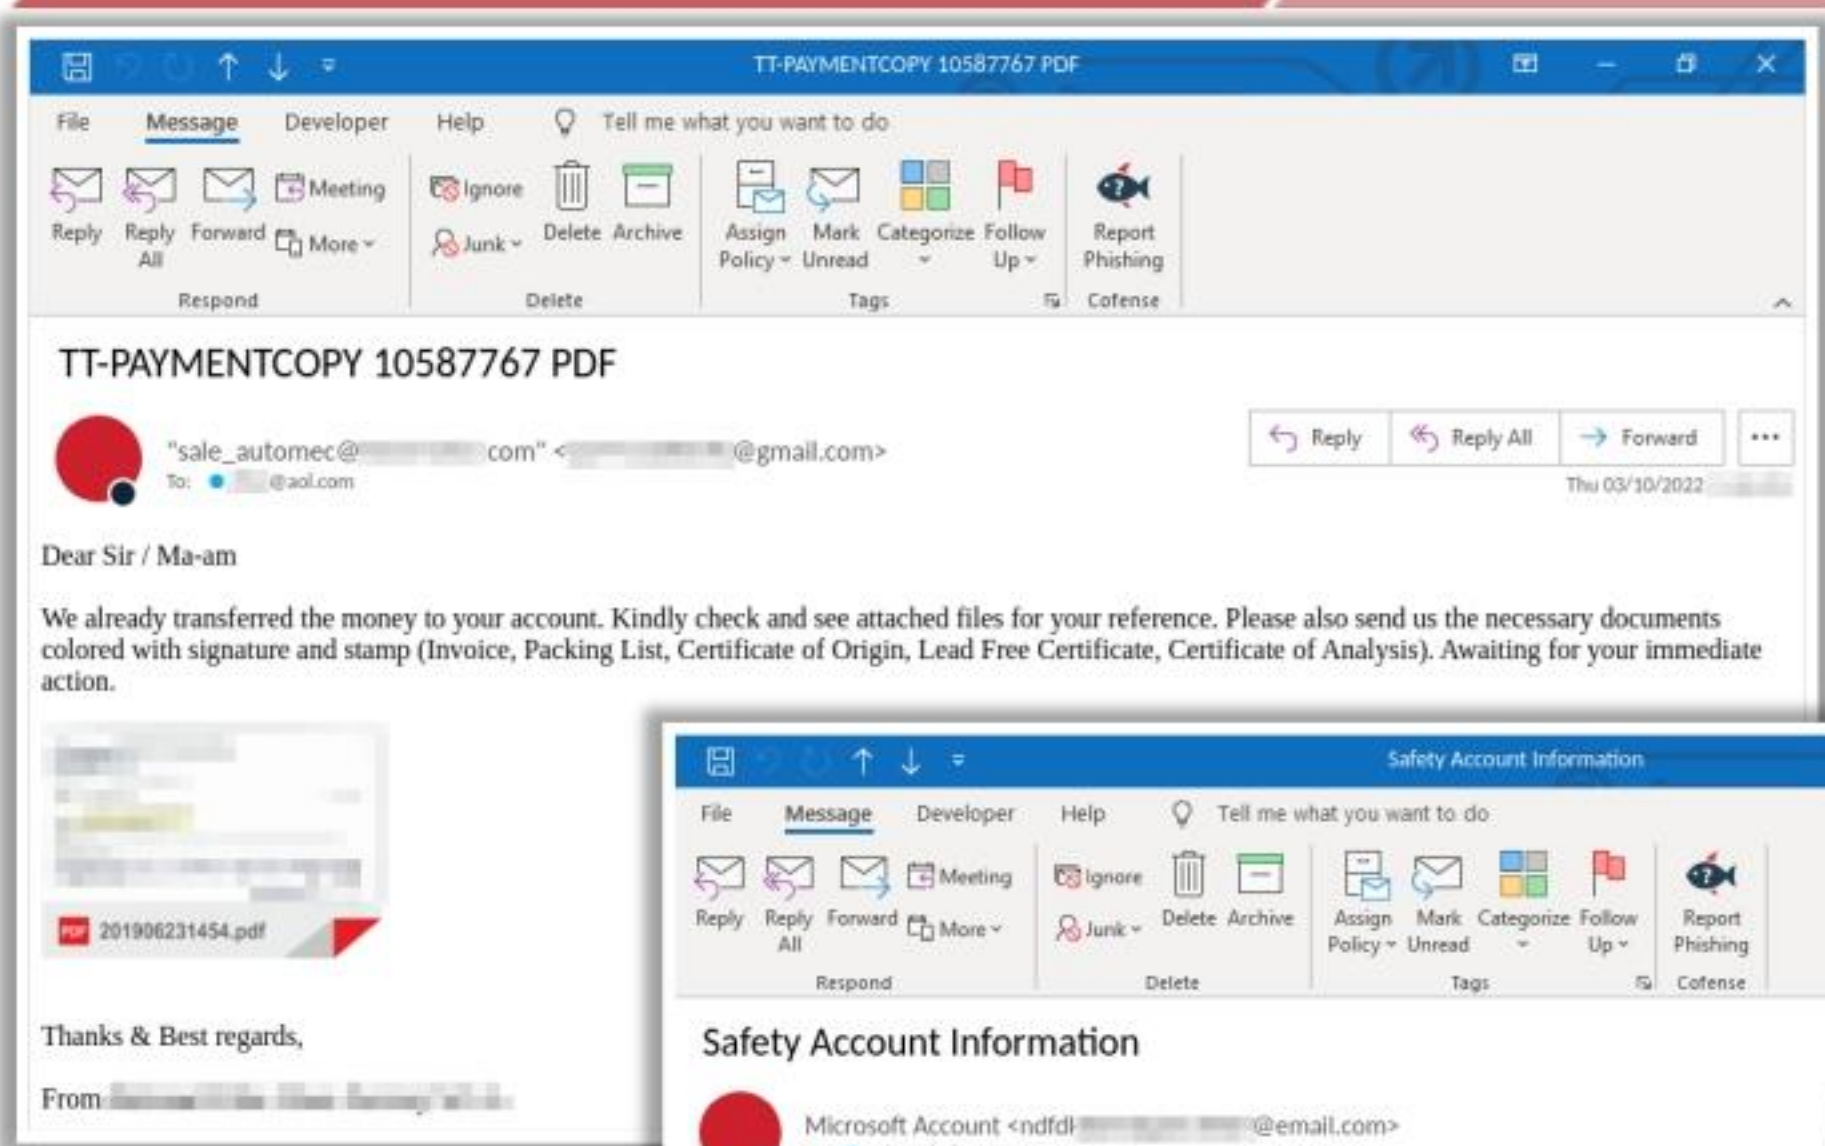 TT-PAYMENTCOPY 10587767 PDF
File Message Developer Help Tell me what you want to do
Reply Reply All Forward Meeting More Ignore Junk Delete Archive Assign Policy Mark Unread Categorize Follow Up Report Phishing
Respond Delete Tags Cofense
TT-PAYMENTCOPY 10587767 PDF
Reply Reply All Forward
"sale_automec@ com" < @gmail.com>
To: @aol.com
Thu 03/10/2022
Dear Sir / Ma-am
We already transferred the money to your account. Kindly check and see attached files for your reference. Please also send us the necessary documents
colored with signature and stamp (Invoice, Packing List, Certificate of Origin, Lead Free Certificate, Certificate of Analysis). Awaiting for your immediate
action.
PDF 201906231454.pdf
Thanks & Best regards,
From
Safety Account Information
File Message Developer Help Tell me what you want to do
Reply Reply All Forward Meeting More Ignore Junk Delete Archive Assign Policy Mark Unread Categorize Follow Up Report Phishing
Respond Delete Tags Cofense
Safety Account Information
Microsoft Account <ndfdl @email.com>